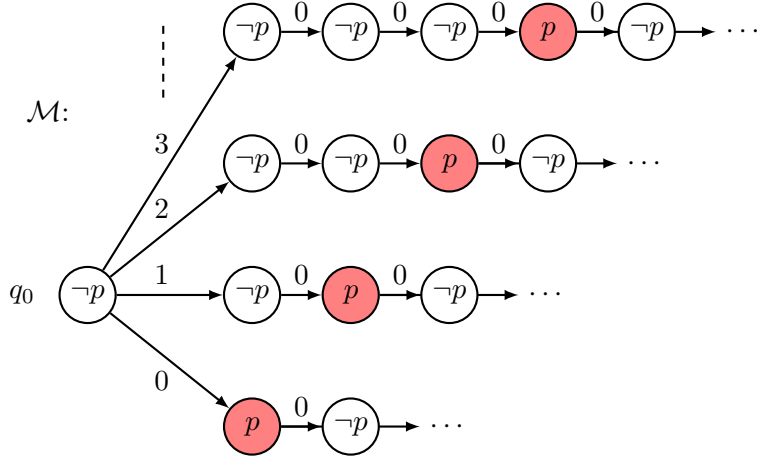 0 0 0 0
¬p ¬p ¬p p ¬p ···
ℳ:
3
0 0 0
¬p ¬p p ¬p ···
2
1 0 0
q₀ ¬p ¬p p ¬p ···
0
0
p ¬p ···